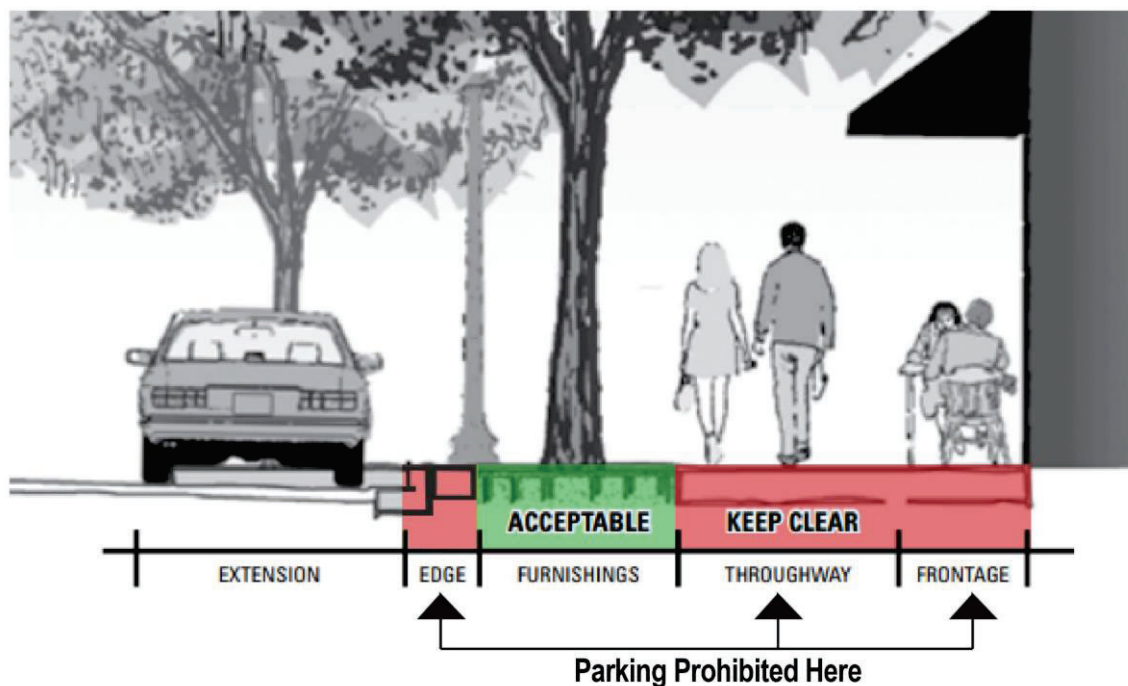 ACCEPTABLE KEEP CLEAR
EXTENSION EDGE FURNISHINGS THROUGHWAY FRONTAGE
Parking Prohibited Here